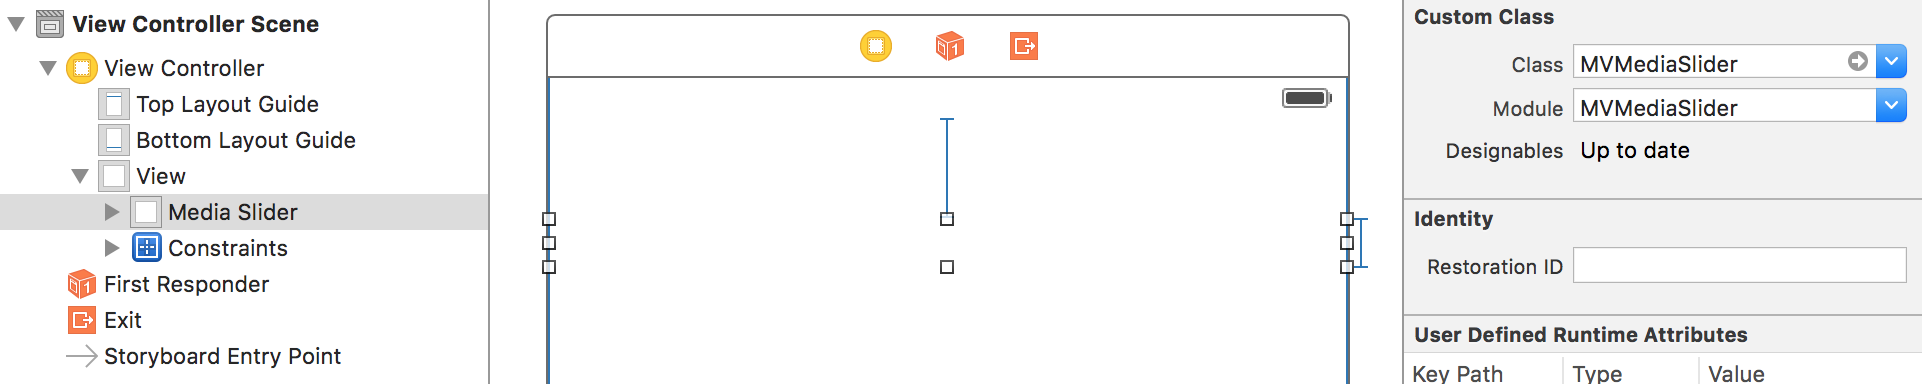 View Controller Scene
View Controller
Top Layout Guide
Bottom Layout Guide
View
Media Slider
Constraints
First Responder
Exit
Storyboard Entry Point
Custom Class
Class MVMediaSlider
Module MVMediaSlider
Designables Up to date
Identity
Restoration ID
User Defined Runtime Attributes
Key Path Type Value